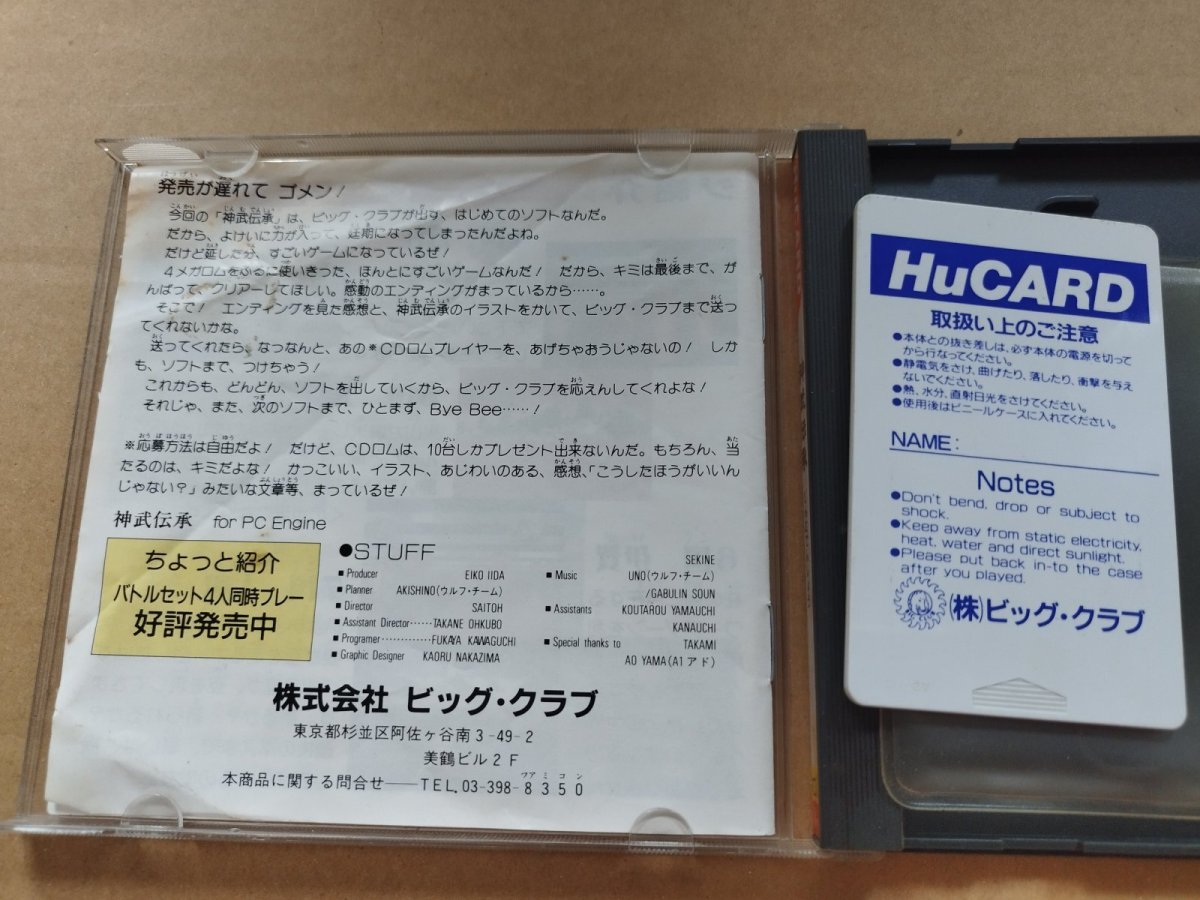 発売が遅れて ゴメン!
今回の「神武伝承」は、ビッグ・クラブが出す、はじめてのソフトなんだ。
だから、よけいに力が入って、延期になってしまったんだよね。
だけど延した分、すごいゲームになっているぜ!
4メガロムをふるに使いきった、ほんとにすごいゲームなんだ! だから、キミは最後まで、が
んばって、クリアーしてほしい。感動のエンディングがまっているから……。
そこで! エンディングを見た感想と、神武伝承のイラストをかいて、ビッグ・クラブまで送っ
てくれないかな。
送ってくれたら、なっなんと、あの※CDロムプレイヤーを、あげちゃおうじゃないの! しか
も、ソフトまで、つけちゃう!
これからも、どんどん、ソフトを出していくから、ビッグ・クラブを応えんしてくれよな!
それじゃ、また、次のソフトまで、ひとまず、Bye Bee……!
※応募方法は自由だよ! だけど、CDロムは、10台しかプレゼント出来ないんだ。もちろん、当
たるのは、キミだよな! かっこいい、イラスト、あじわいのある、感想、「こうしたほうがいいん
じゃない?」みたいな文章等、まっているぜ!
神武伝承 for PC Engine
ちょっと紹介
バトルセット4人同時プレー
好評発売中
●STUFF
■ Producer EIKO IIDA
■ Planner AKISHINO(ウルフ・チーム)
■ Director SAITOH
■ Assistant Director……TAKANE OHKUBO
■ Programer…………FUKAYA KAWAGUCHI
■ Graphic Designer KAORU NAKAZIMA
SEKINE
■ Music UNO(ウルフ・チーム)
/GABULIN SOUN
■ Assistants KOUTAROU YAMAUCHI
KANAUCHI
■ Special thanks to TAKAMI
AO YAMA(A1アド)
株式会社 ビッグ・クラブ
東京都杉並区阿佐ヶ谷南3-49-2
美鶴ビル2F
本商品に関する問合せ——TEL.03-398-8350
ファミコン
HuCARD
取扱い上のご注意
●本体との抜き差しは、必ず本体の電源を切って
から行なってください。
●静電気をさけ、曲げたり、落したり、衝撃を与え
ないでください。
●熱、水分、直射日光をさけてください。
●使用後はビニールケースに入れてください。
NAME:
Notes
●Don't bend, drop or subject to
shock.
●Keep away from static electricity,
heat, water and direct sunlight.
●Please put back in-to the case
after you played.
(株)ビッグ・クラブ